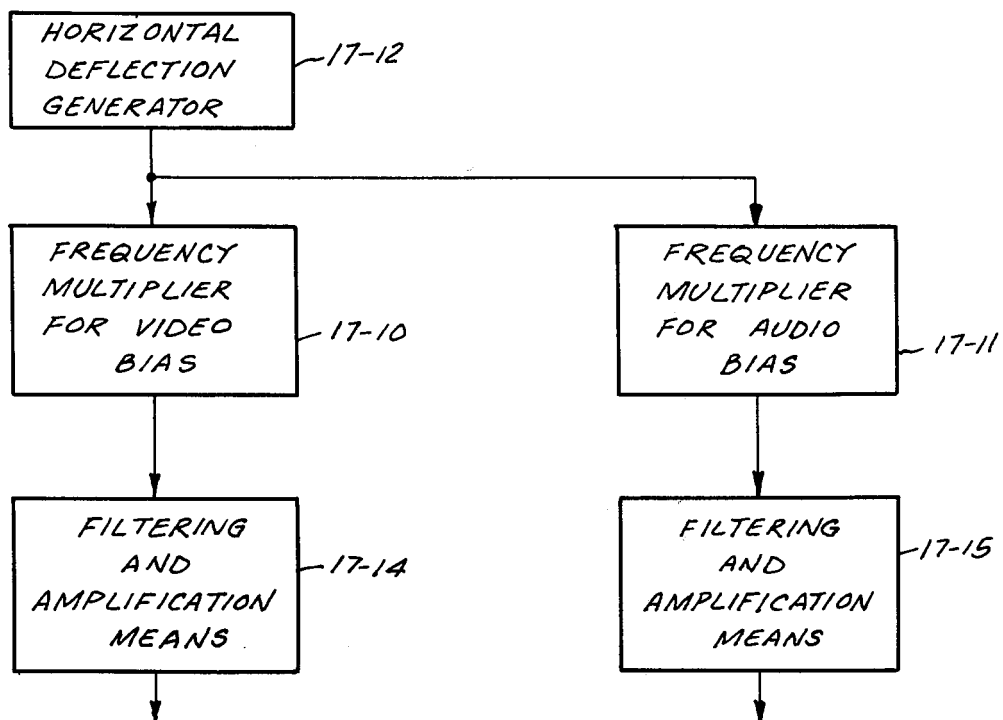 HORIZONTAL
DEFLECTION
GENERATOR
17-12
FREQUENCY
MULTIPLIER
FOR VIDEO
BIAS
17-10
FREQUENCY
MULTIPLIER
FOR AUDIO
BIAS
17-11
FILTERING
AND
AMPLIFICATION
MEANS
17-14
FILTERING
AND
AMPLIFICATION
MEANS
17-15